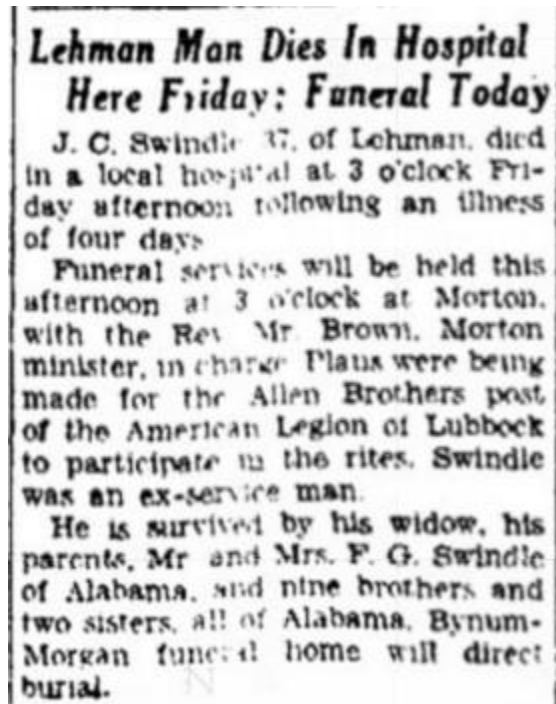 Lehman Man Dies In Hospital
Here Friday; Funeral Today
J. C. Swindle 37, of Lehman, died
in a local hospital at 3 o'clock Fri-
day afternoon following an illness
of four days
Funeral services will be held this
afternoon at 3 o'clock at Morton,
with the Rev Mr. Brown, Morton
minister, in charge Plans were being
made for the Allen Brothers post
of the American Legion of Lubbock
to participate in the rites. Swindle
was an ex-service man.
He is survived by his widow, his
parents, Mr and Mrs. F. G. Swindle
of Alabama, and nine brothers and
two sisters, all of Alabama. Bynum-
Morgan funeral home will direct
burial.